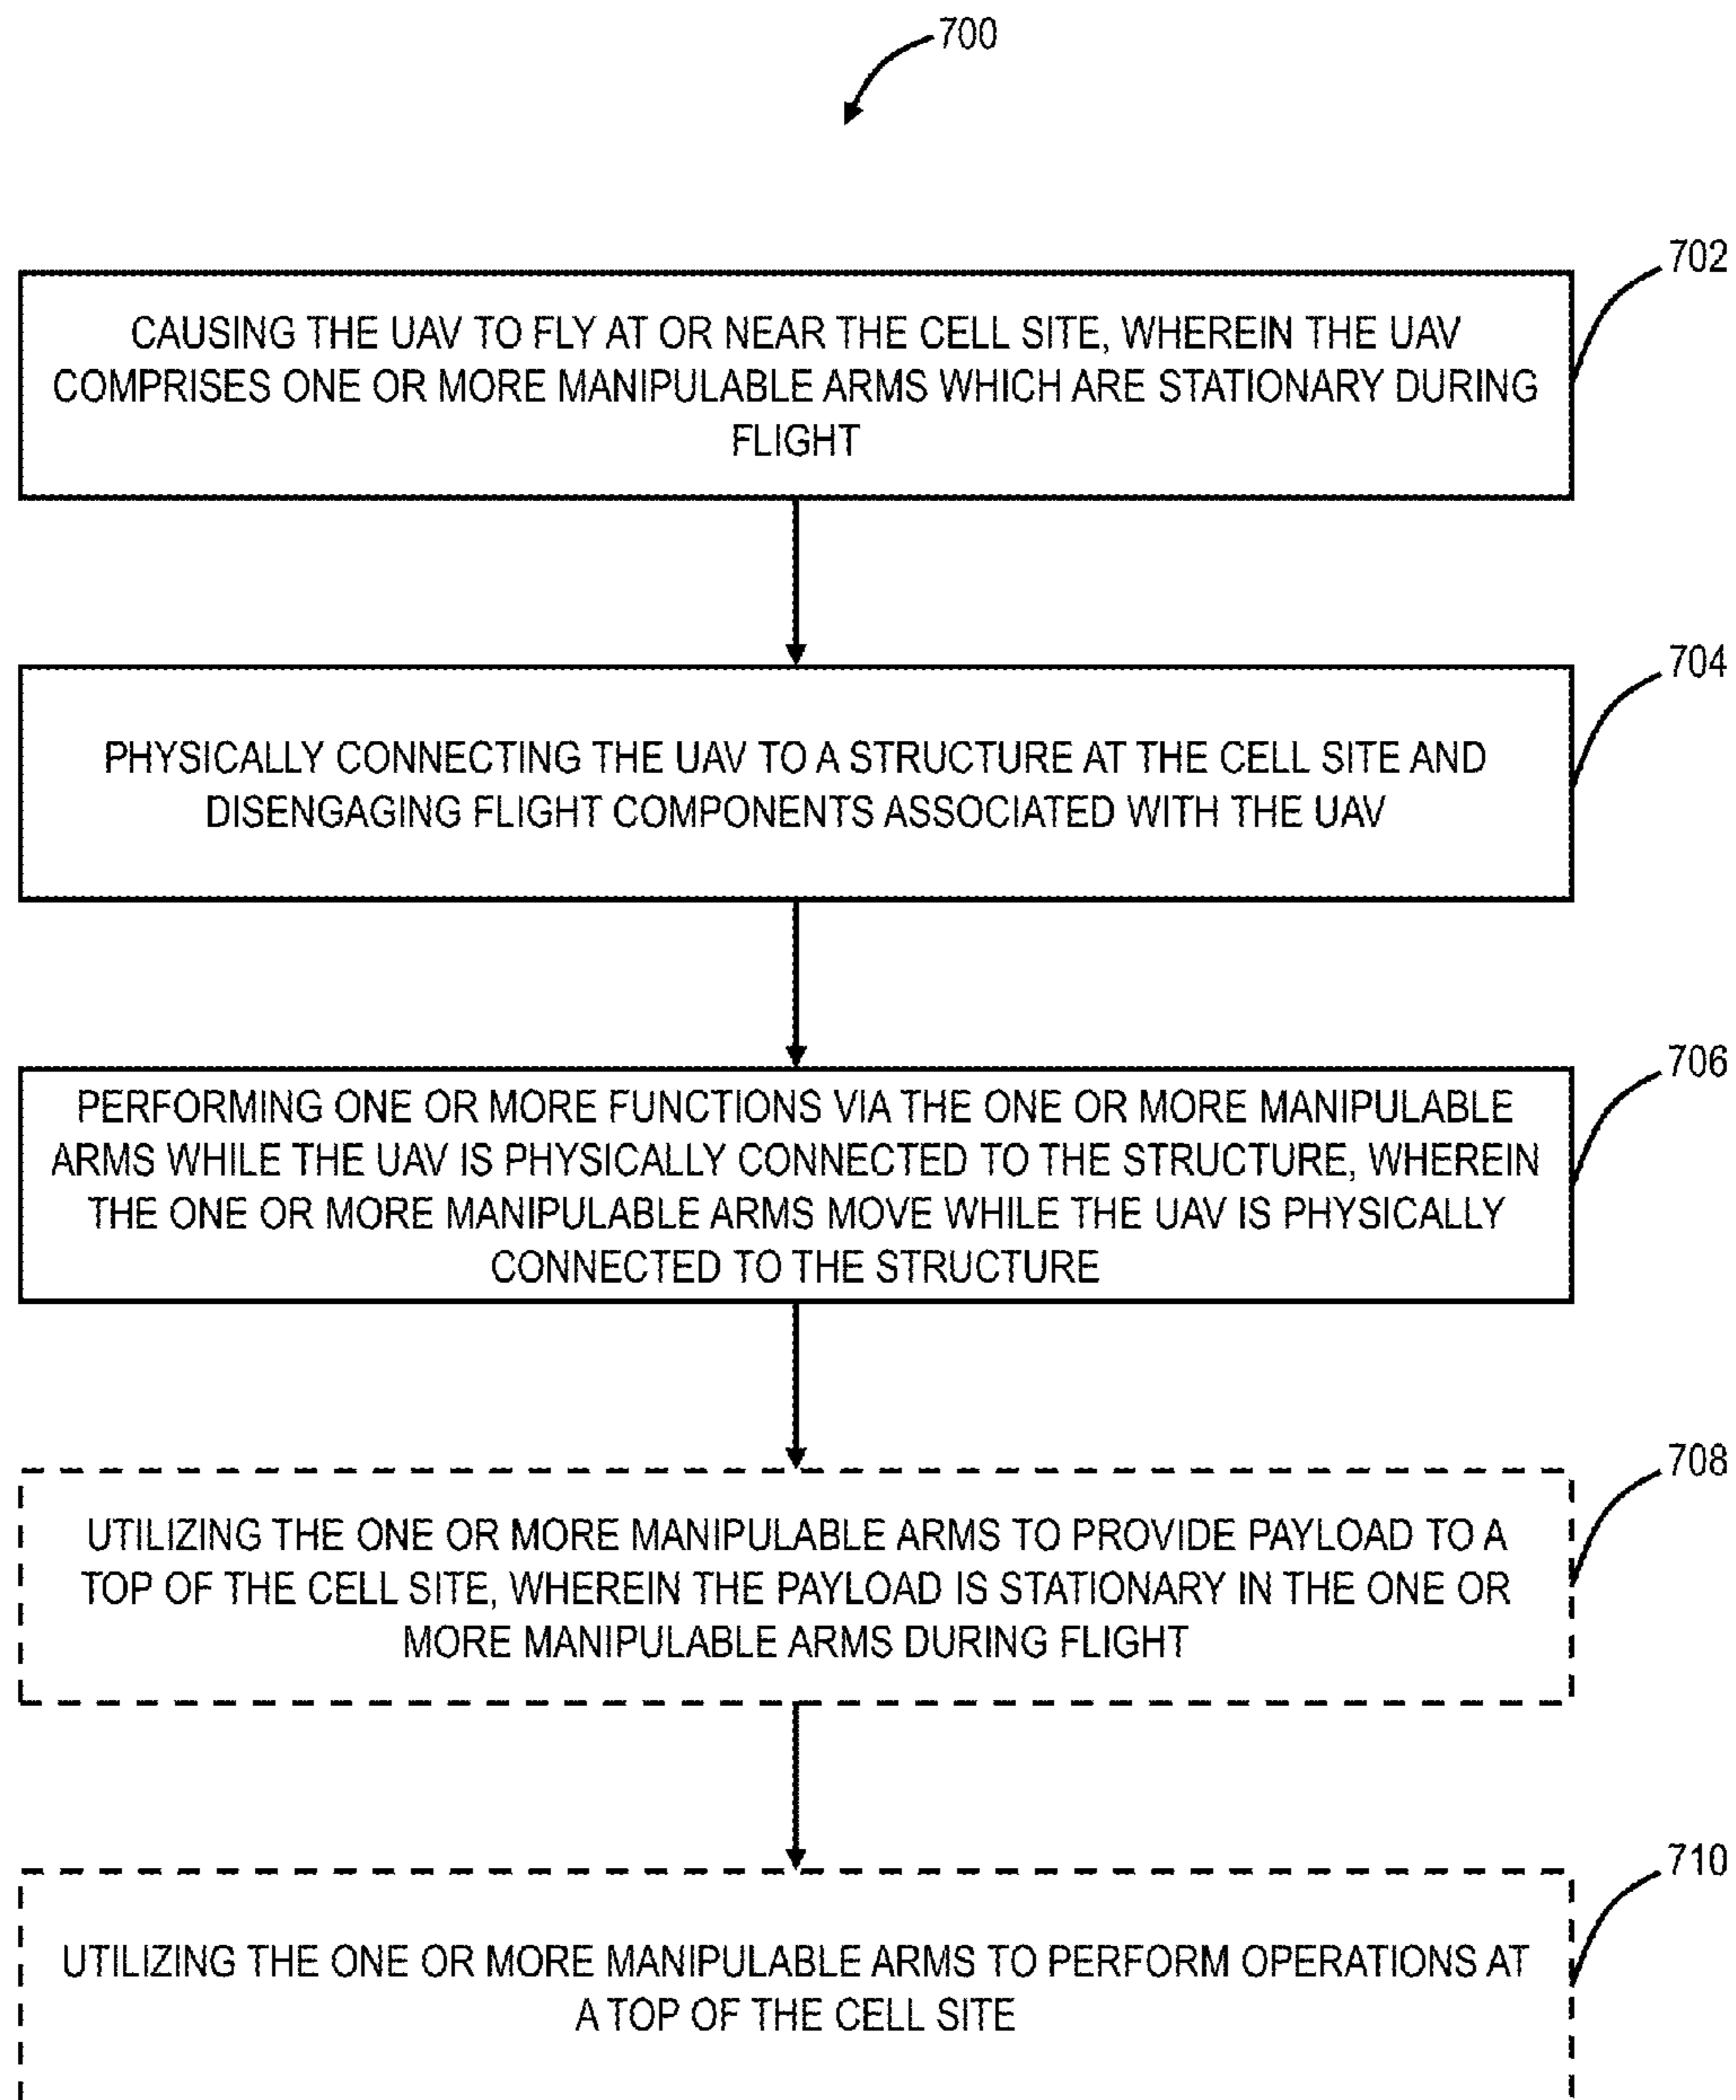 700
702
CAUSING THE UAV TO FLY AT OR NEAR THE CELL SITE, WHEREIN THE UAV
COMPRISES ONE OR MORE MANIPULABLE ARMS WHICH ARE STATIONARY DURING
FLIGHT
704
PHYSICALLY CONNECTING THE UAV TO A STRUCTURE AT THE CELL SITE AND
DISENGAGING FLIGHT COMPONENTS ASSOCIATED WITH THE UAV
706
PERFORMING ONE OR MORE FUNCTIONS VIA THE ONE OR MORE MANIPULABLE
ARMS WHILE THE UAV IS PHYSICALLY CONNECTED TO THE STRUCTURE, WHEREIN
THE ONE OR MORE MANIPULABLE ARMS MOVE WHILE THE UAV IS PHYSICALLY
CONNECTED TO THE STRUCTURE
708
UTILIZING THE ONE OR MORE MANIPULABLE ARMS TO PROVIDE PAYLOAD TO A
TOP OF THE CELL SITE, WHEREIN THE PAYLOAD IS STATIONARY IN THE ONE OR
MORE MANIPULABLE ARMS DURING FLIGHT
710
UTILIZING THE ONE OR MORE MANIPULABLE ARMS TO PERFORM OPERATIONS AT
A TOP OF THE CELL SITE